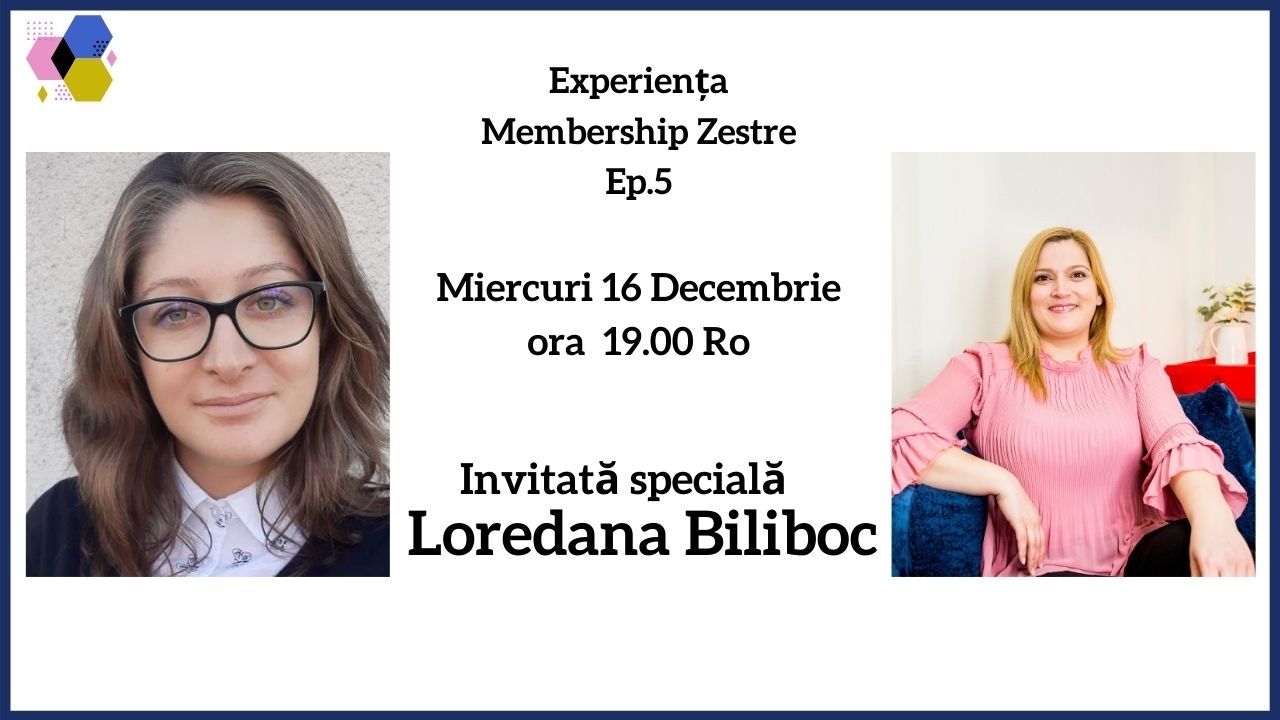 Experiența
Membership Zestre
Ep.5
Miercuri 16 Decembrie
ora 19.00 Ro
Invitată specială
Loredana Biliboc